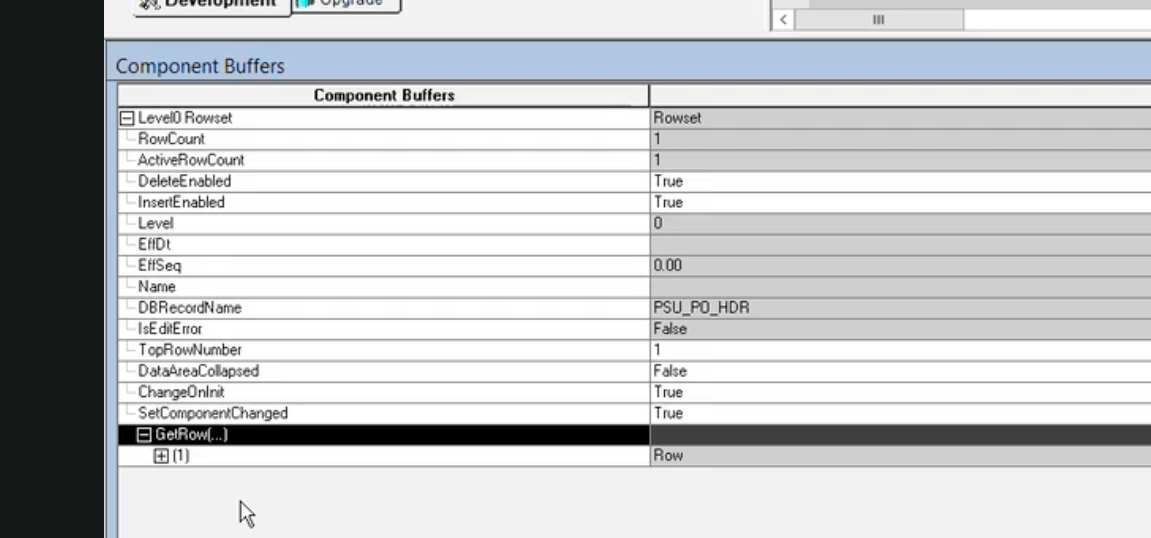 Development Upgrade
Component Buffers
Component Buffers
Level0 Rowset Rowset
RowCount 1
ActiveRowCount 1
DeleteEnabled True
InsertEnabled True
Level 0
EffDt
EffSeq 0.00
Name
DBRecordName PSU_PO_HDR
IsEditError False
TopRowNumber 1
DataAreaCollapsed False
ChangeOnInit True
SetComponentChanged True
GetRow(...)
(1) Row